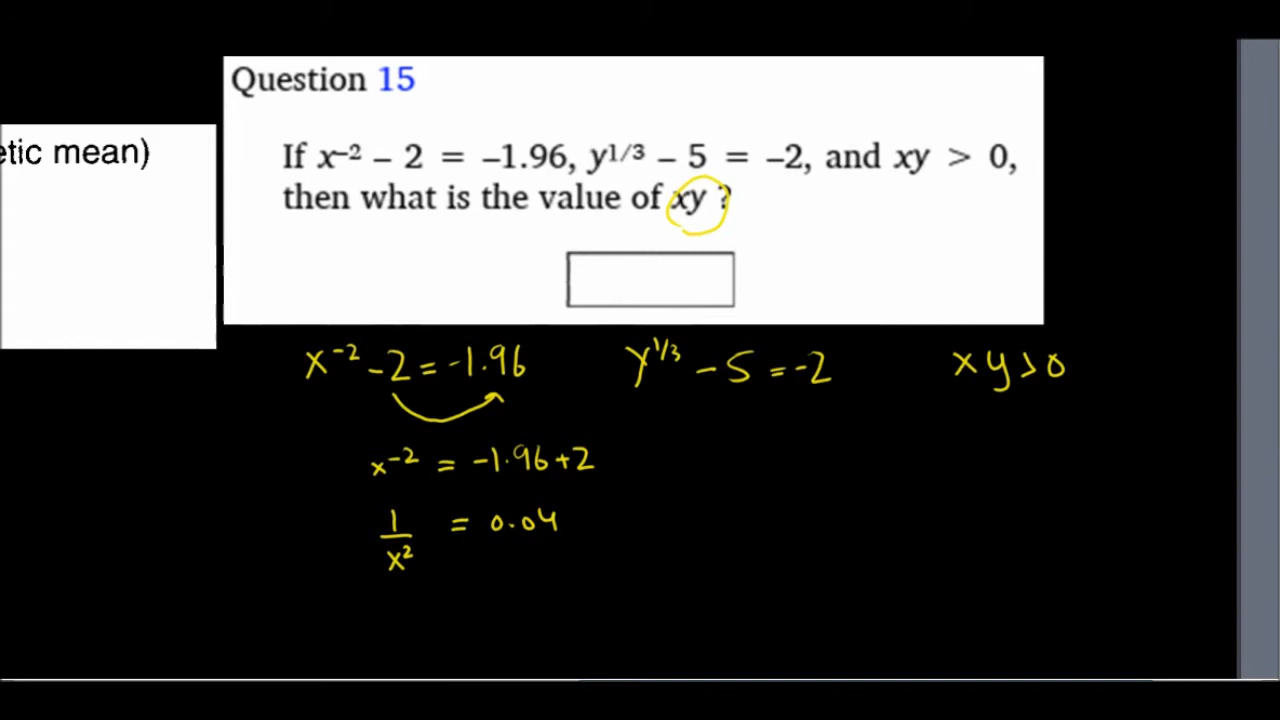 Question 15
etic mean)
If x⁻² – 2 = –1.96, y¹/³ – 5 = –2, and xy > 0,
then what is the value of xy ?
x⁻² - 2 = -1.96 y¹/³ - 5 = -2 xy > 0
x⁻² = -1.96 + 2
1/x² = 0.04